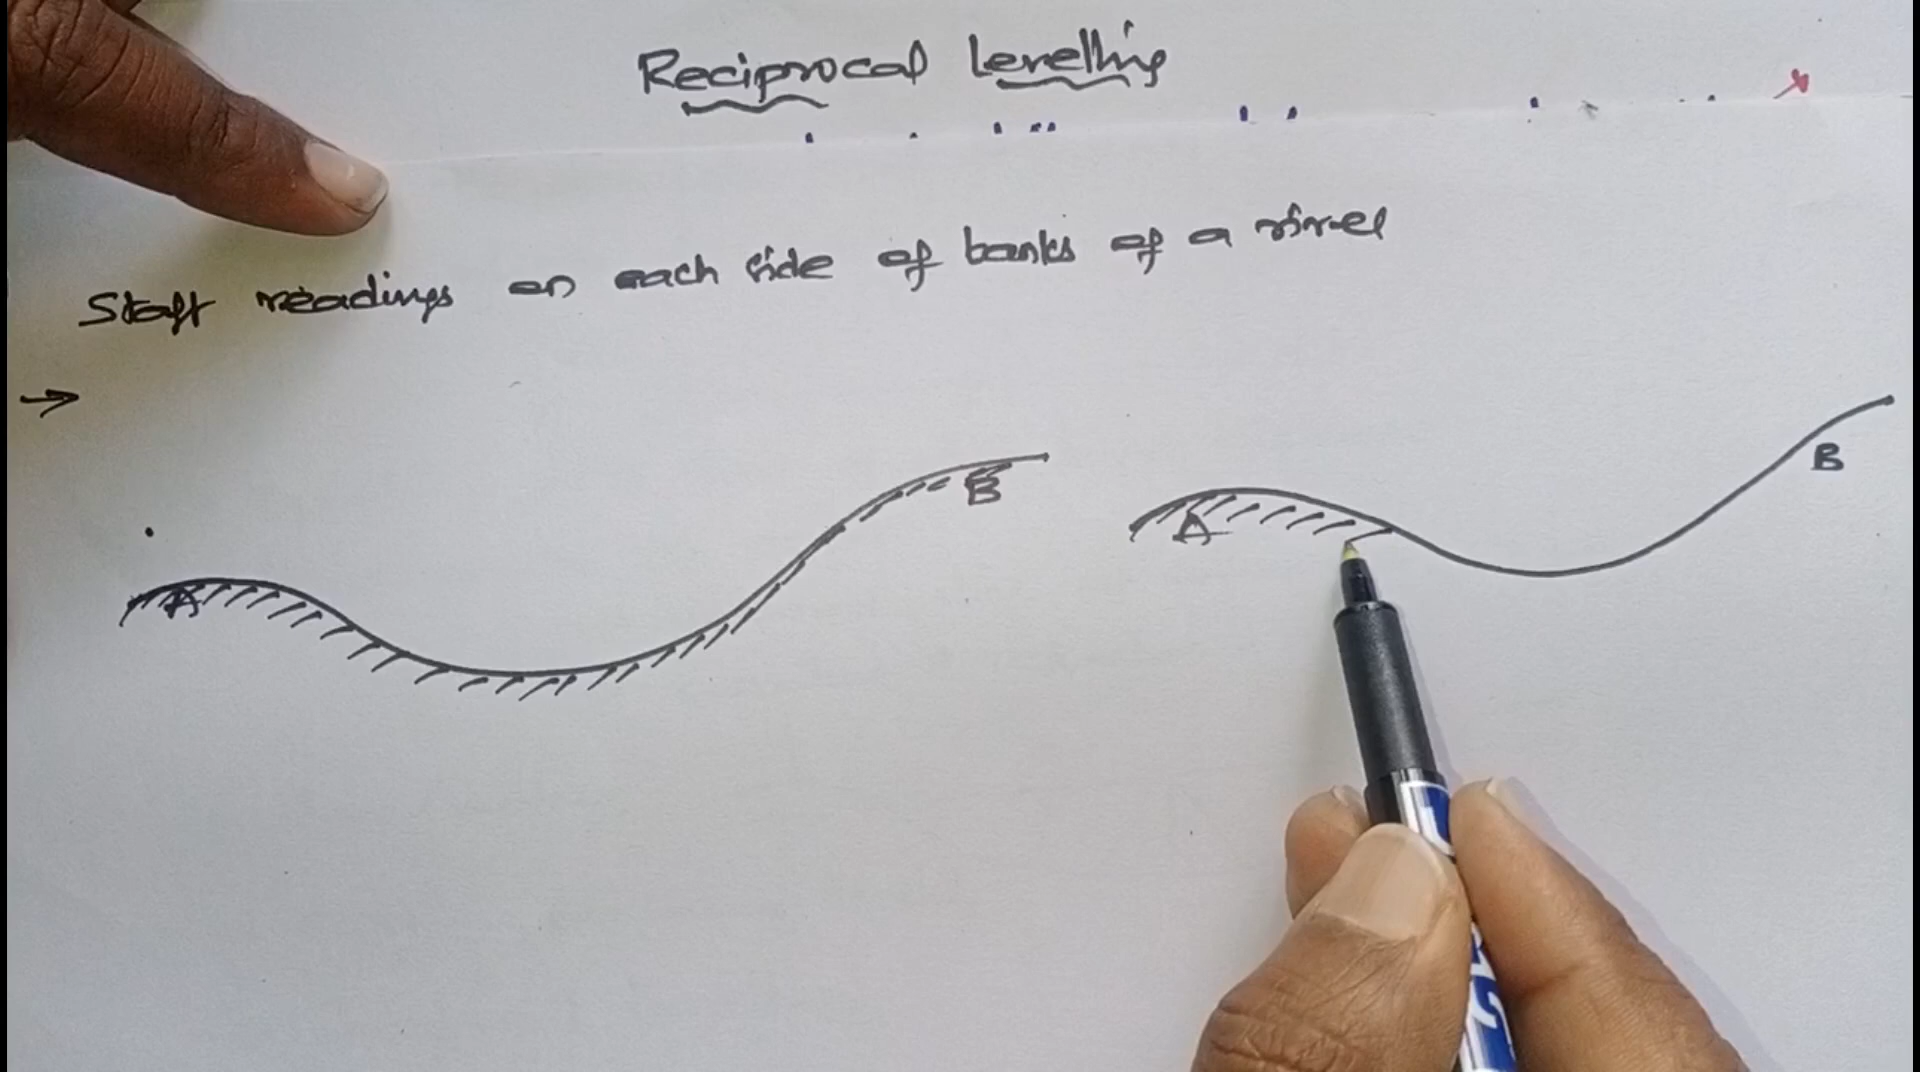 Reciprocal Levelling
Staff readings on each side of banks of a river
→
A
B
A
B